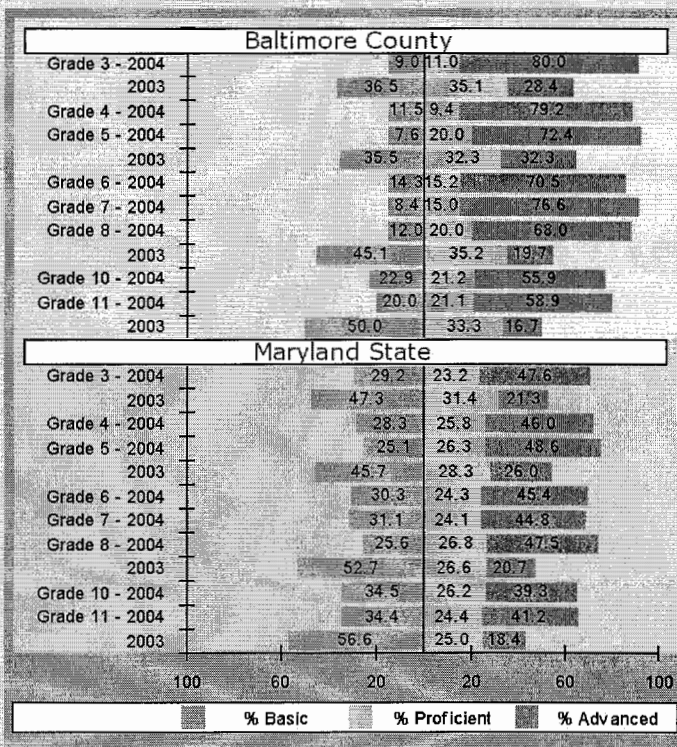 Baltimore County
Grade 3 - 2004 9.0 11.0 80.0
2003 36.5 35.1 28.4
Grade 4 - 2004 11.5 9.4 79.2
Grade 5 - 2004 7.6 20.0 72.4
2003 35.5 32.3 32.3
Grade 6 - 2004 14.3 15.2 70.5
Grade 7 - 2004 8.4 15.0 76.6
Grade 8 - 2004 12.0 20.0 68.0
2003 45.1 35.2 19.7
Grade 10 - 2004 22.9 21.2 55.9
Grade 11 - 2004 20.0 21.1 58.9
2003 50.0 33.3 16.7
Maryland State
Grade 3 - 2004 29.2 23.2 47.6
2003 47.3 31.4 21.3
Grade 4 - 2004 28.3 25.8 46.0
Grade 5 - 2004 25.1 26.3 48.6
2003 45.7 28.3 26.0
Grade 6 - 2004 30.3 24.3 45.4
Grade 7 - 2004 31.1 24.1 44.8
Grade 8 - 2004 25.6 26.8 47.5
2003 52.7 26.6 20.7
Grade 10 - 2004 34.5 26.2 39.3
Grade 11 - 2004 34.4 24.4 41.2
2003 56.6 25.0 18.4
100 60 20 20 60 100
% Basic % Proficient % Advanced